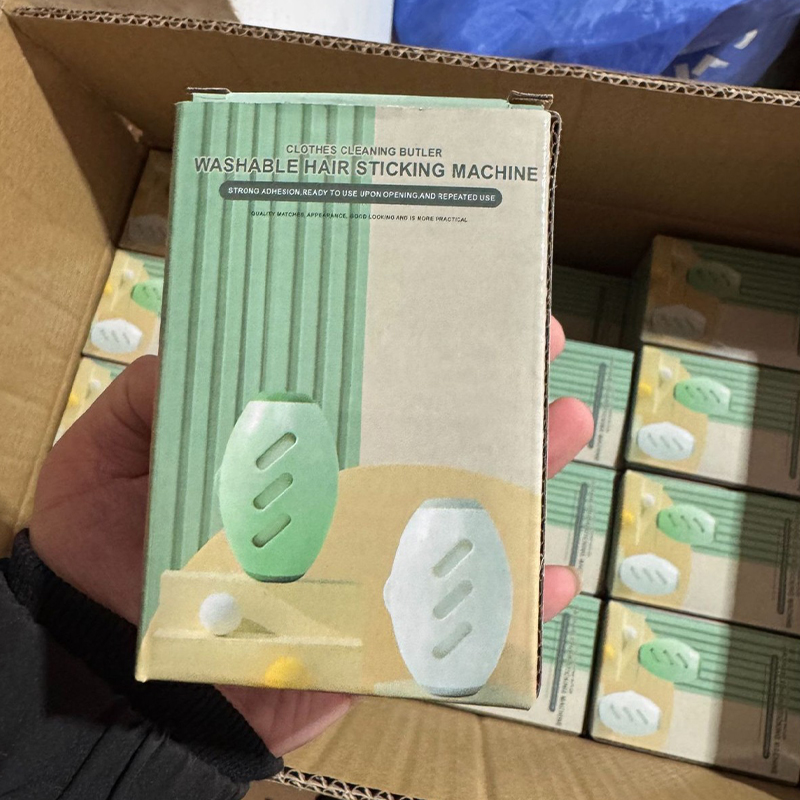 CLOTHES CLEANING BUTLER
WASHABLE HAIR STICKING MACHINE
STRONG ADHESION,READY TO USE UPON OPENING,AND REPEATED USE
QUALITY MATCHES, APPEARANCE, GOOD LOOKING AND IS MORE PRACTICAL